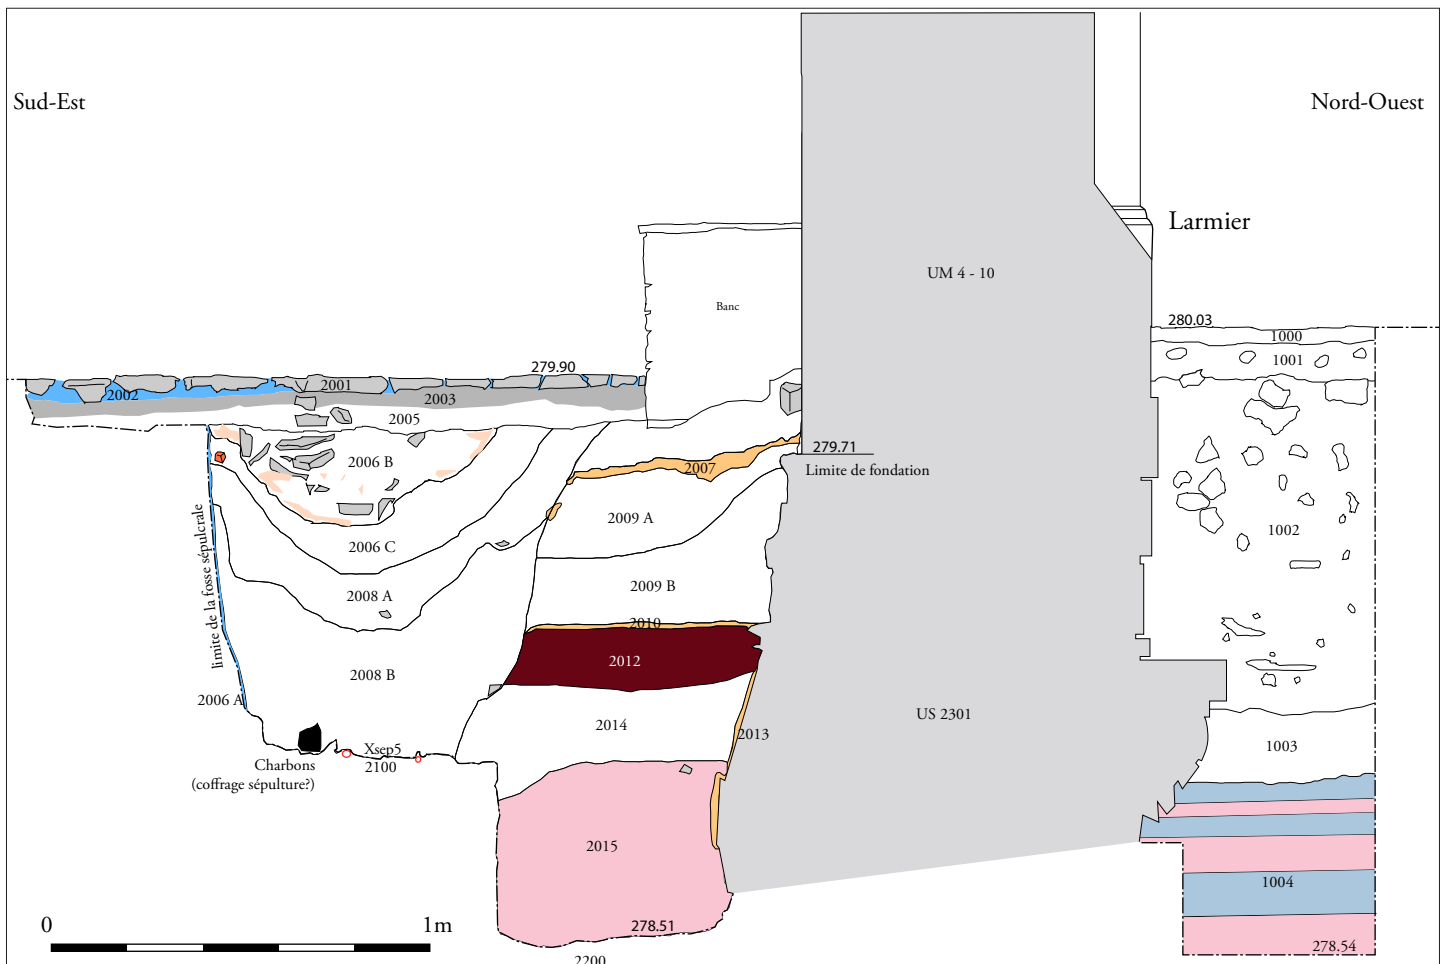 Sud-Est
Nord-Ouest
Larmier
UM 4 - 10
Banc
280.03
1000
1001
279.90
2001
2002
2003
2005
2006 B
2007
279.71
Limite de fondation
2009 A
1002
limite de la fosse sépulcrale
2006 C
2008 A
2009 B
2010
2012
2008 B
2006 A
2014
2013
US 2301
1003
Xsep5
2100
Charbons
(coffrage sépulture?)
2015
1004
0
1m
278.51
278.54
2200